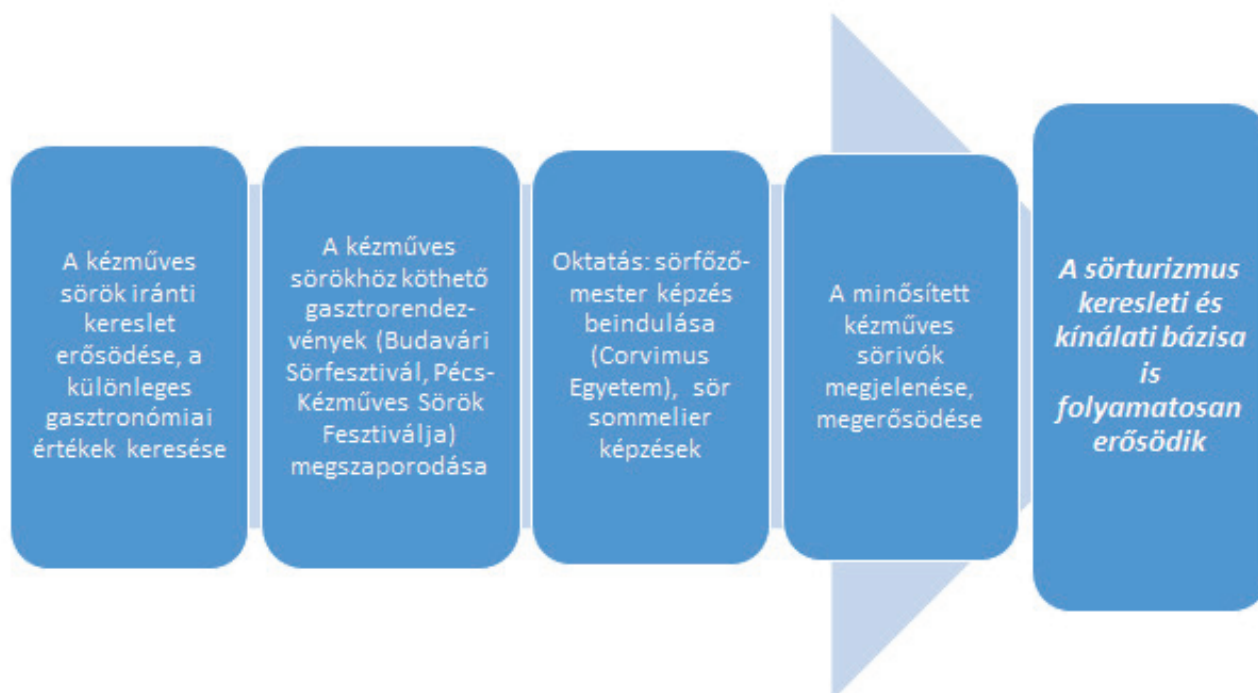 A kézműves
sörök iránti
kereslet
erősödése, a
különleges
gasztronómiai
értékek keresése
A kézműves
sörökhöz köthető
gasztrorendez-
vények (Budavári
Sörfesztivál, Pécs-
Kézműves Sörök
Fesztiválja)
megszaporodása
Oktatás: sörfőző-
mester képzés
beindulása
(Corvimus
Egyetem), sör
sommelier
képzések
A minősített
kézműves
sörivók
megjelenése,
megerősödése
A sörturizmus
keresleti és
kínálati bázisa
is
folyamatosan
erősödik